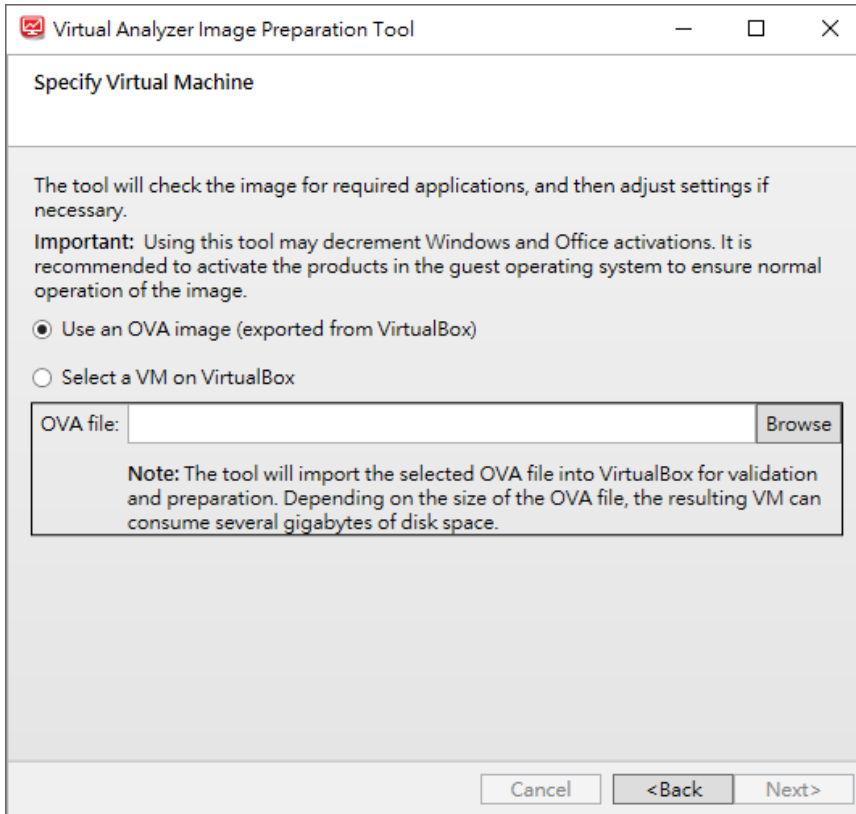 Virtual Analyzer Image Preparation Tool
Specify Virtual Machine
The tool will check the image for required applications, and then adjust settings if
necessary.
Important: Using this tool may decrement Windows and Office activations. It is
recommended to activate the products in the guest operating system to ensure normal
operation of the image.
Use an OVA image (exported from VirtualBox)
Select a VM on VirtualBox
OVA file: Browse
Note: The tool will import the selected OVA file into VirtualBox for validation
and preparation. Depending on the size of the OVA file, the resulting VM can
consume several gigabytes of disk space.
Cancel <Back Next>